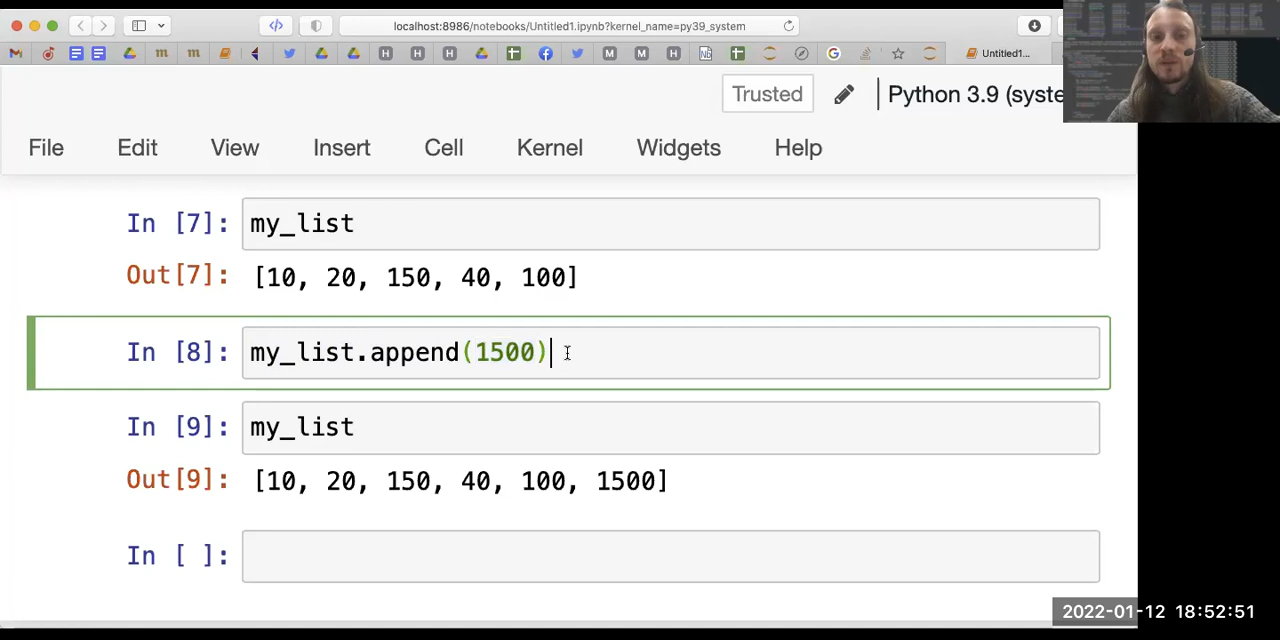 localhost:8986/notebooks/Untitled1.ipynb?kernel_name=py39_system
Untitled1...
Trusted
Python 3.9 (syste
File Edit View Insert Cell Kernel Widgets Help
In [7]: my_list
Out[7]: [10, 20, 150, 40, 100]
In [8]: my_list.append(1500)
In [9]: my_list
Out[9]: [10, 20, 150, 40, 100, 1500]
In [ ]:
2022-01-12 18:52:51